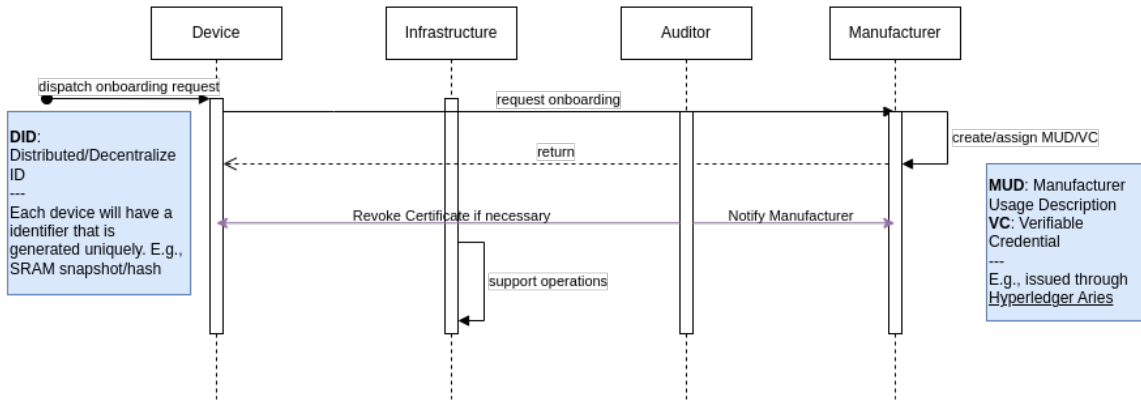 Device
Infrastructure
Auditor
Manufacturer
dispatch onboarding request
request onboarding
DID:
Distributed/Decentralize
ID
---
Each device will have a
identifier that is
generated uniquely. E.g.,
SRAM snapshot/hash
create/assign MUD/VC
return
MUD: Manufacturer
Usage Description
VC: Verifiable
Credential
---
E.g., issued through
Hyperledger Aries
Revoke Certificate if necessary
Notify Manufacturer
support operations